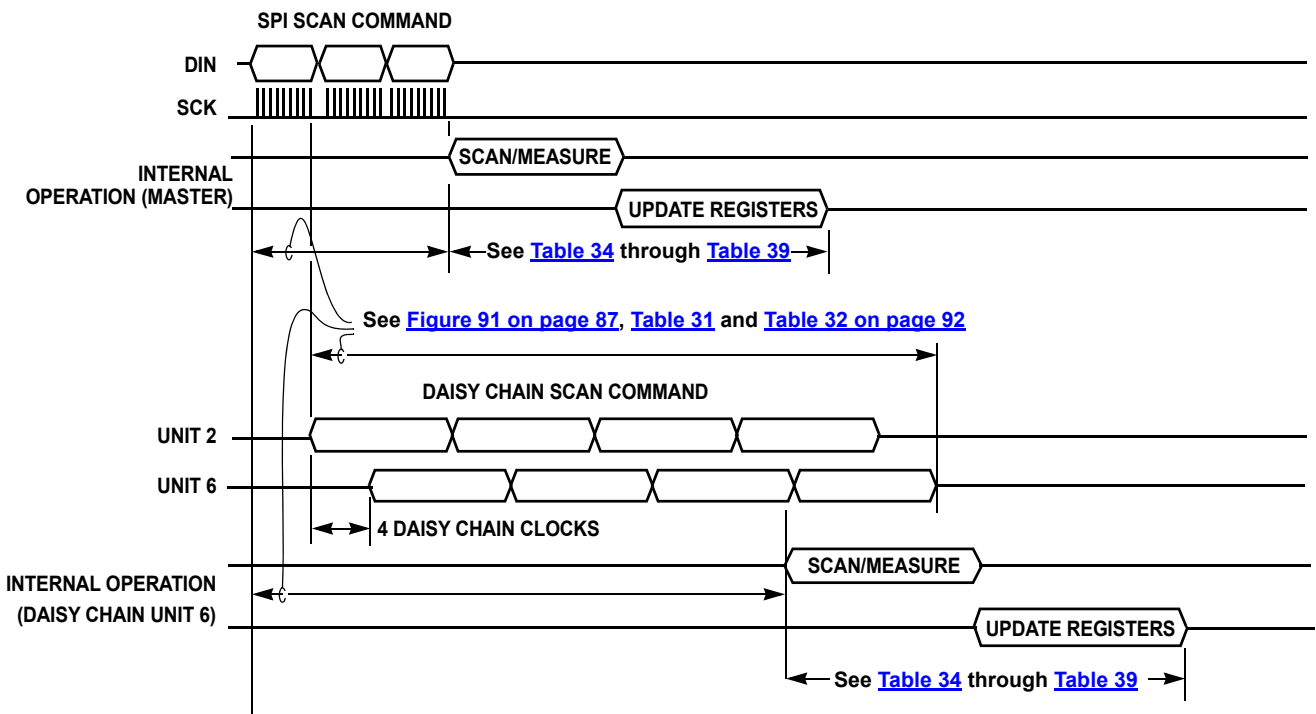 SPI SCAN COMMAND
DIN
SCK
SCAN/MEASURE
INTERNAL
OPERATION (MASTER)
UPDATE REGISTERS
See Table 34 through Table 39
See Figure 91 on page 87, Table 31 and Table 32 on page 92
DAISY CHAIN SCAN COMMAND
UNIT 2
UNIT 6
4 DAISY CHAIN CLOCKS
SCAN/MEASURE
INTERNAL OPERATION
(DAISY CHAIN UNIT 6)
UPDATE REGISTERS
See Table 34 through Table 39